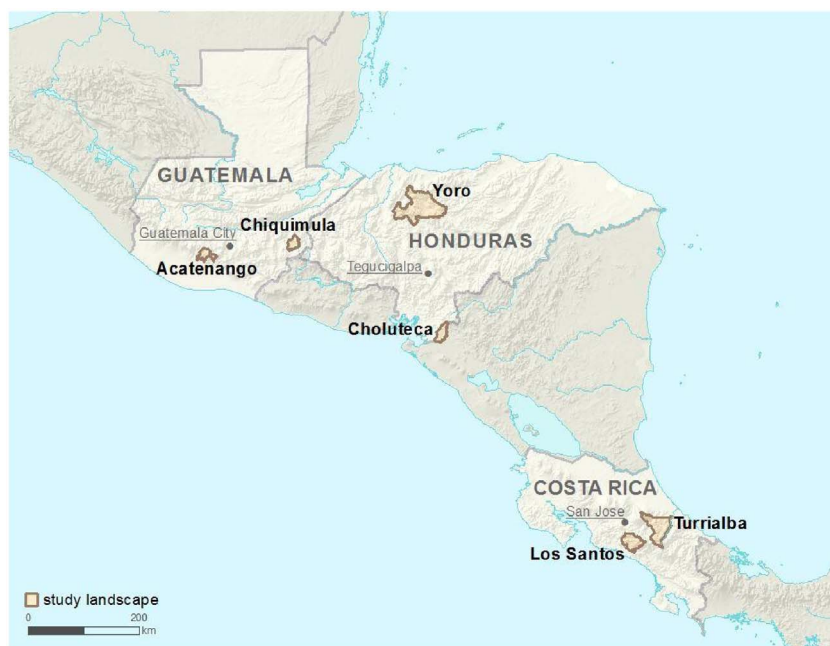 GUATEMALA
Yoro
Chiquimula
Guatemala City
HONDURAS
Acatenango
Tegucigalpa
Choluteca
COSTA RICA
San Jose
Turrialba
Los Santos
study landscape
0 200
km